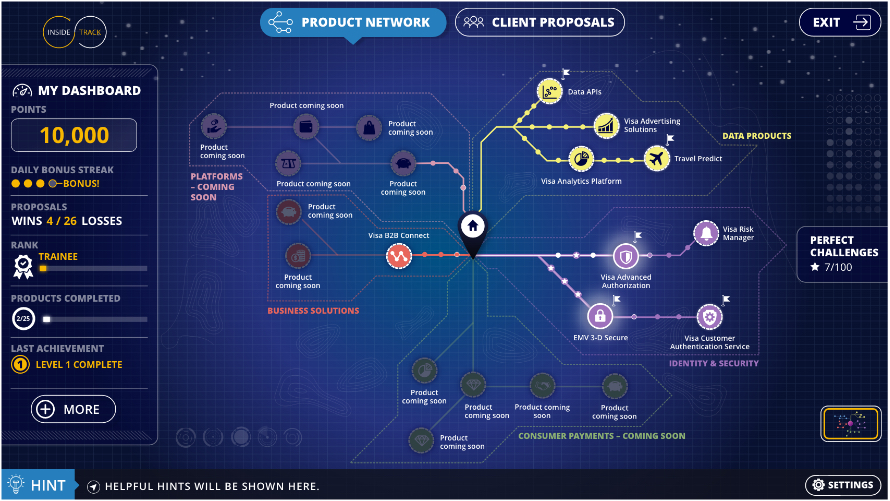 INSIDE TRACK
PRODUCT NETWORK
CLIENT PROPOSALS
EXIT
MY DASHBOARD
POINTS
10,000
DAILY BONUS STREAK
BONUS!
PROPOSALS
WINS 4 / 26 LOSSES
RANK
TRAINEE
PRODUCTS COMPLETED
2/25
LAST ACHIEVEMENT
1 LEVEL 1 COMPLETE
MORE
Product coming soon
Product
coming soon
Product
coming soon
Product coming soon
Product
coming soon
PLATFORMS
– COMING
SOON
Product
coming soon
Visa B2B Connect
Product
coming soon
BUSINESS SOLUTIONS
Data APIs
Visa Advertising
Solutions
DATA PRODUCTS
Travel Predict
Visa Analytics Platform
Visa Risk
Manager
Visa Advanced
Authorization
EMV 3-D Secure
Visa Customer
Authentication Service
IDENTITY & SECURITY
PERFECT
CHALLENGES
7/100
Product
coming soon
Product
coming soon
Product coming
soon
Product
coming soon
Product
coming soon
CONSUMER PAYMENTS – COMING SOON
HINT
HELPFUL HINTS WILL BE SHOWN HERE.
SETTINGS